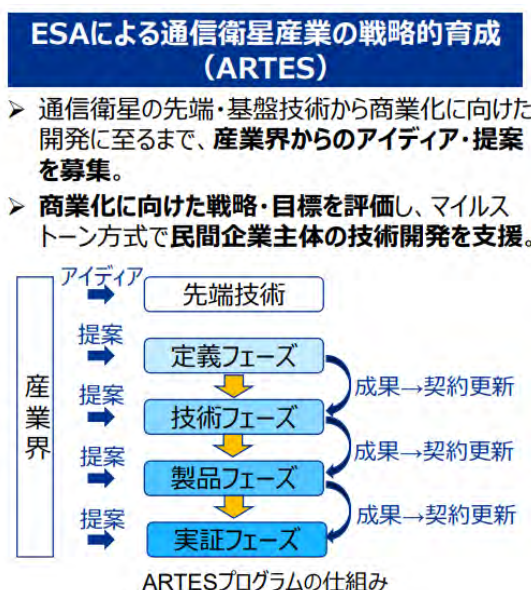 ESAによる通信衛星産業の戦略的育成
（ARTES）
➢ 通信衛星の先端・基盤技術から商業化に向けた
開発に至るまで、産業界からのアイディア・提案
を募集。
➢ 商業化に向けた戦略・目標を評価し、マイルス
トーン方式で民間企業主体の技術開発を支援。
産業界
アイディア
先端技術
提案
定義フェーズ
成果→契約更新
提案
技術フェーズ
成果→契約更新
提案
製品フェーズ
成果→契約更新
提案
実証フェーズ
ARTESプログラムの仕組み